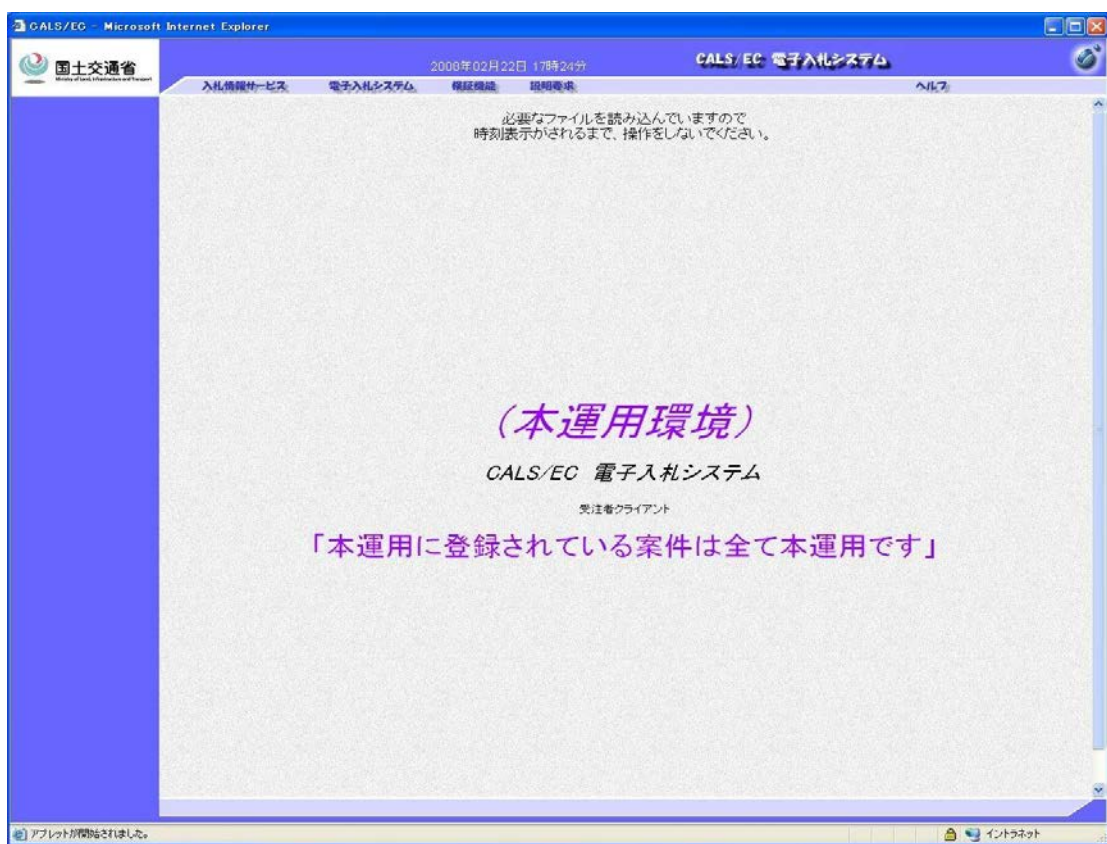 CALS/EC - Microsoft Internet Explorer
国土交通省
Ministry of Land, Infrastructure and Transport
2008年02月22日 17時24分
CALS/EC 電子入札システム
入札情報サービス 電子入札システム 検証機能 説明要求 ヘルプ
必要なファイルを読み込んでいますので
時刻表示がされるまで、操作をしないでください。
(本運用環境)
CALS/EC 電子入札システム
受注者クライアント
「本運用に登録されている案件は全て本運用です」
アプレットが開始されました。
イントラネット